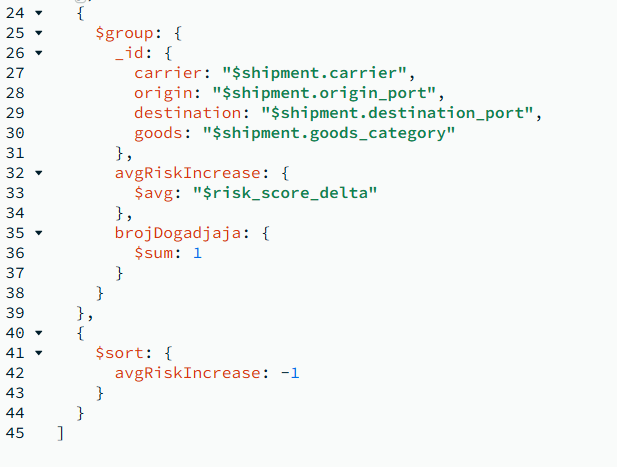 24 {
25 $group: {
26 _id: {
27 carrier: "$shipment.carrier",
28 origin: "$shipment.origin_port",
29 destination: "$shipment.destination_port",
30 goods: "$shipment.goods_category"
31 },
32 avgRiskIncrease: {
33 $avg: "$risk_score_delta"
34 },
35 brojDogadjaja: {
36 $sum: 1
37 }
38 }
39 },
40 {
41 $sort: {
42 avgRiskIncrease: -1
43 }
44 }
45 ]